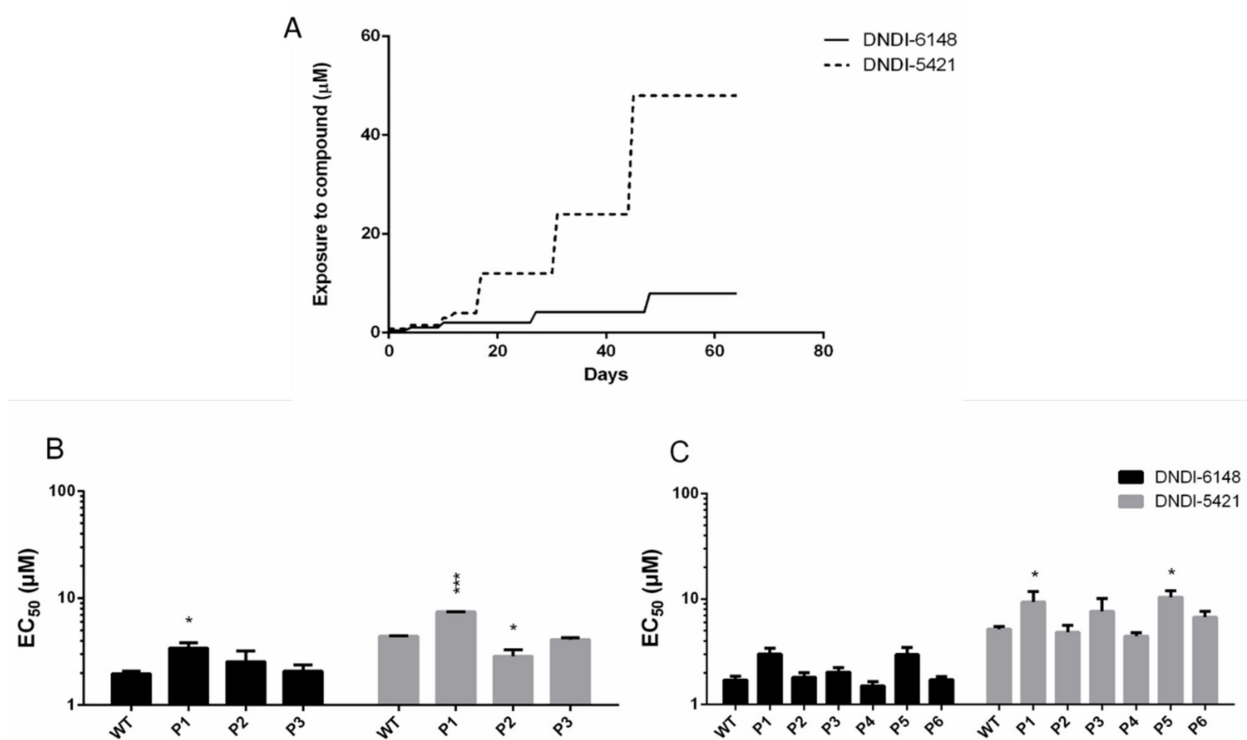 A
DNDI-6148
DNDI-5421
Exposure to compound (µM)
60
40
20
0
0 20 40 60 80
Days
B
EC50 (µM)
100
10
1
*
***
*
WT P1 P2 P3 WT P1 P2 P3
C
DNDI-6148
DNDI-5421
EC50 (µM)
100
10
1
*
*
WT P1 P2 P3 P4 P5 P6 WT P1 P2 P3 P4 P5 P6